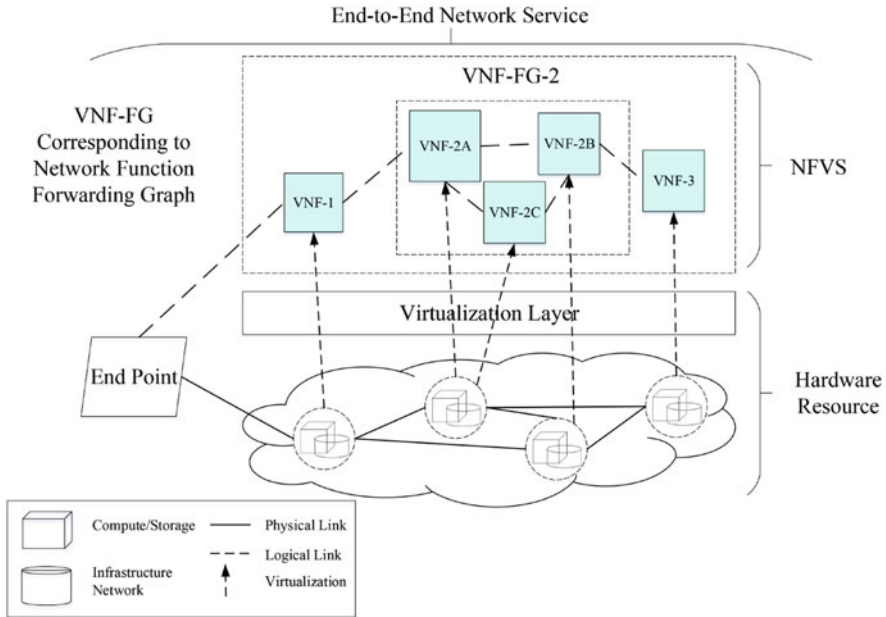 End-to-End Network Service
VNF-FG-2
VNF-FG
Corresponding to
Network Function
Forwarding Graph
VNF-2A
VNF-2B
VNF-1
VNF-2C
VNF-3
NFVS
Virtualization Layer
End Point
Hardware
Resource
Compute/Storage
Physical Link
Logical Link
Infrastructure
Network
Virtualization